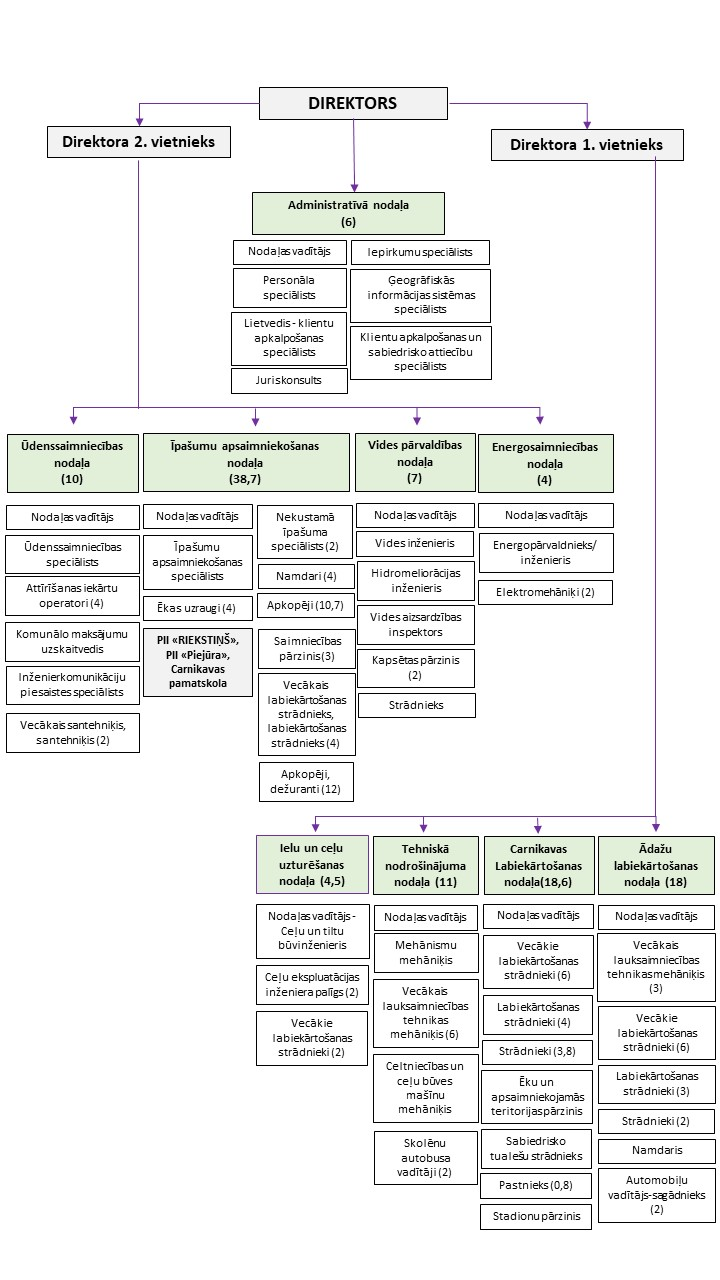 DIREKTORS
Direktora 2. vietnieks
Direktora 1. vietnieks
Administratīvā nodaļa
(6)
Nodaļas vadītājs
Personāla
speciālists
Lietvedis - klientu
apkalpošanas
speciālists
Juriskonsults
Iepirkumu speciālists
Ģeogrāfiskās
informācijas sistēmas
speciālists
Klientu apkalpošanas un
sabiedrisko attiecību
speciālists
Ūdenssaimniecības
nodaļa
(10)
Nodaļas vadītājs
Ūdenssaimniecības
speciālists
Attīrīšanas iekārtu
operatori (4)
Komunālo maksājumu
uzskaitvedis
Inženierkomunikāciju
piesaistes speciālists
Vecākais santehniķis,
santehniķis (2)
Īpašumu apsaimniekošanas
nodaļa
(38,7)
Nodaļas vadītājs
Īpašumu
apsaimniekošanas
speciālists
Ēkas uzraugi (4)
PII «RIEKSTIŅŠ»,
PII «Piejūra»,
Carnikavas
pamatskola
Nekustamā
īpašuma
speciālists (2)
Namdari (4)
Apkopēji (10,7)
Saimniecības
pārzinis (3)
Vecākais
labiekārtošanas
strādnieks,
labiekārtošanas
strādnieks (4)
Apkopēji,
dežuranti (12)
Vides pārvaldības
nodaļa
(7)
Nodaļas vadītājs
Vides inženieris
Hidromeliorācijas
inženieris
Vides aizsardzības
inspektors
Kapsētas pārzinis
(2)
Strādnieks
Energosaimniecības
nodaļa
(4)
Nodaļas vadītājs
Energopārvaldnieks/
inženieris
Elektromehāniķi (2)
Ielu un ceļu
uzturēšanas
nodaļa (4,5)
Nodaļas vadītājs -
Ceļu un tiltu
būvinženieris
Ceļu ekspluatācijas
inženiera palīgs (2)
Vecākie
labiekārtošanas
strādnieki (2)
Tehniskā
nodrošinājuma
nodaļa (11)
Nodaļas vadītājs
Mehānismu
mehāniķis
Vecākais
lauksaimniecības
tehnikas
mehāniķis (6)
Celtniecības un
ceļu būves
mašīnu
mehāniķis
Skolēnu
autobusa
vadītāji (2)
Carnikavas
Labiekārtošanas
nodaļa(18,6)
Nodaļas vadītājs
Vecākie
labiekārtošanas
strādnieki (6)
Labiekārtošanas
strādnieki (4)
Strādnieki (3,8)
Ēku un
apsaimniekojamās
teritorijas pārzinis
Sabiedrisko
tualešu strādnieks
Pastnieks (0,8)
Stadionu pārzinis
Ādažu
labiekārtošanas
nodaļa (18)
Nodaļas vadītājs
Vecākais
lauksaimniecības
tehnikas mehāniķis
(3)
Vecākie
labiekārtošanas
strādnieki (6)
Labiekārtošanas
strādnieki (3)
Strādnieki (2)
Namdaris
Automobiļu
vadītājs-sagādnieks
(2)